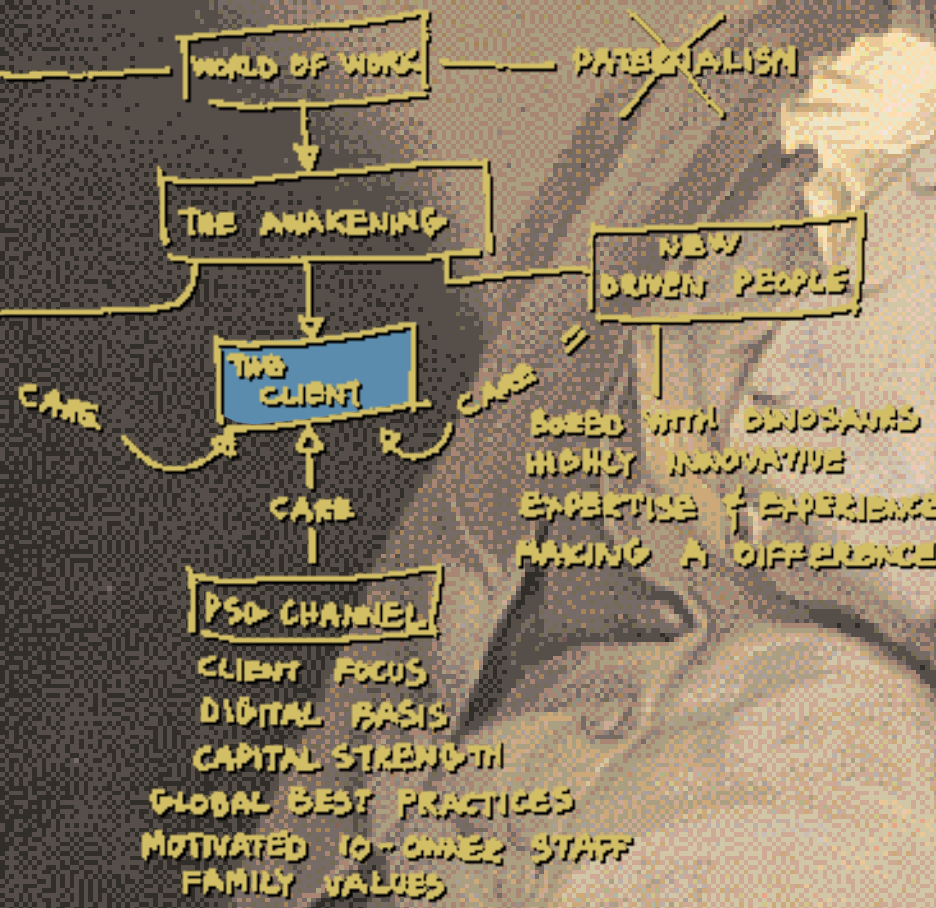 WORLD OF WORK
PATERNALISM
THE AWAKENING
NEW
DRIVEN PEOPLE
THE
CLIENT
CARE
CARE
BORED WITH DINOSAURS
HIGHLY INNOVATIVE
EXPERTISE & EXPERIENCE
MAKING A DIFFERENCE
CARE
PSD CHANNEL
CLIENT FOCUS
DIGITAL BASIS
CAPITAL STRENGTH
GLOBAL BEST PRACTICES
MOTIVATED CO-OWNER STAFF
FAMILY VALUES